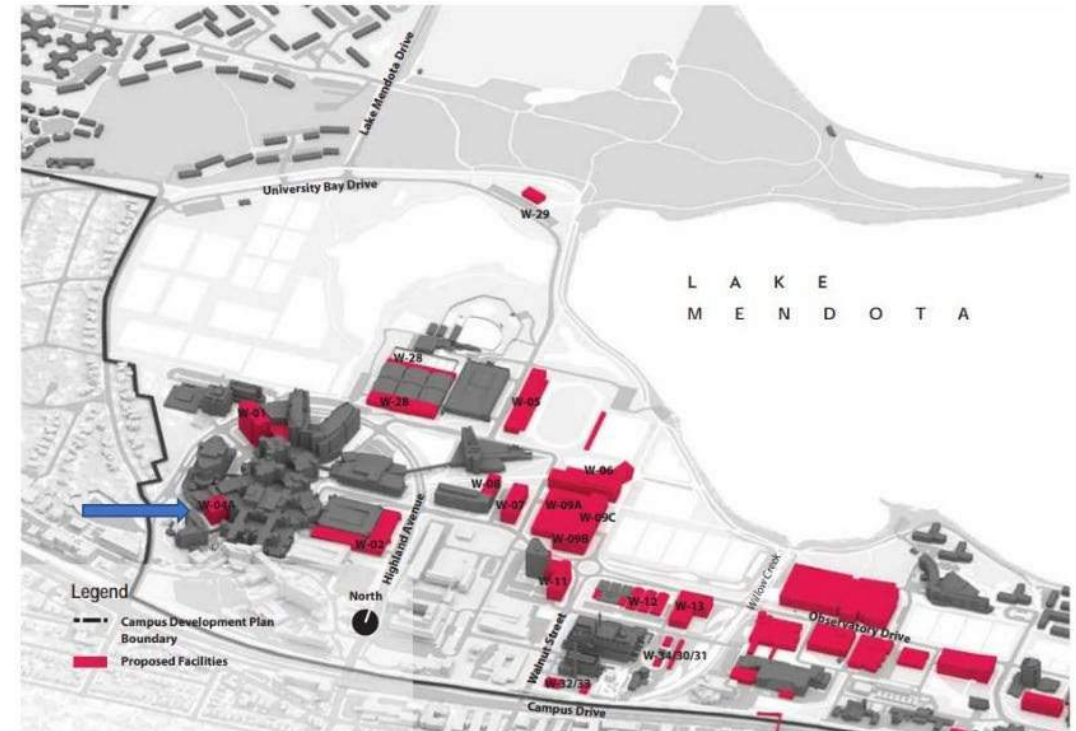 Lake Mendota Drive
University Bay Drive
W-29
L A K E
M E N D O T A
W-28
W-28
W-05
W-01
W-06
W-08
W-04A
W-07
W-09A
W-09C
W-02
Highland Avenue
W-09B
W-11
Willow Creek
Legend
North
W-12
W-13
Observatory Drive
Campus Development Plan
Boundary
Walnut Street
W-34/30/31
Proposed Facilities
W-32/33
Campus Drive